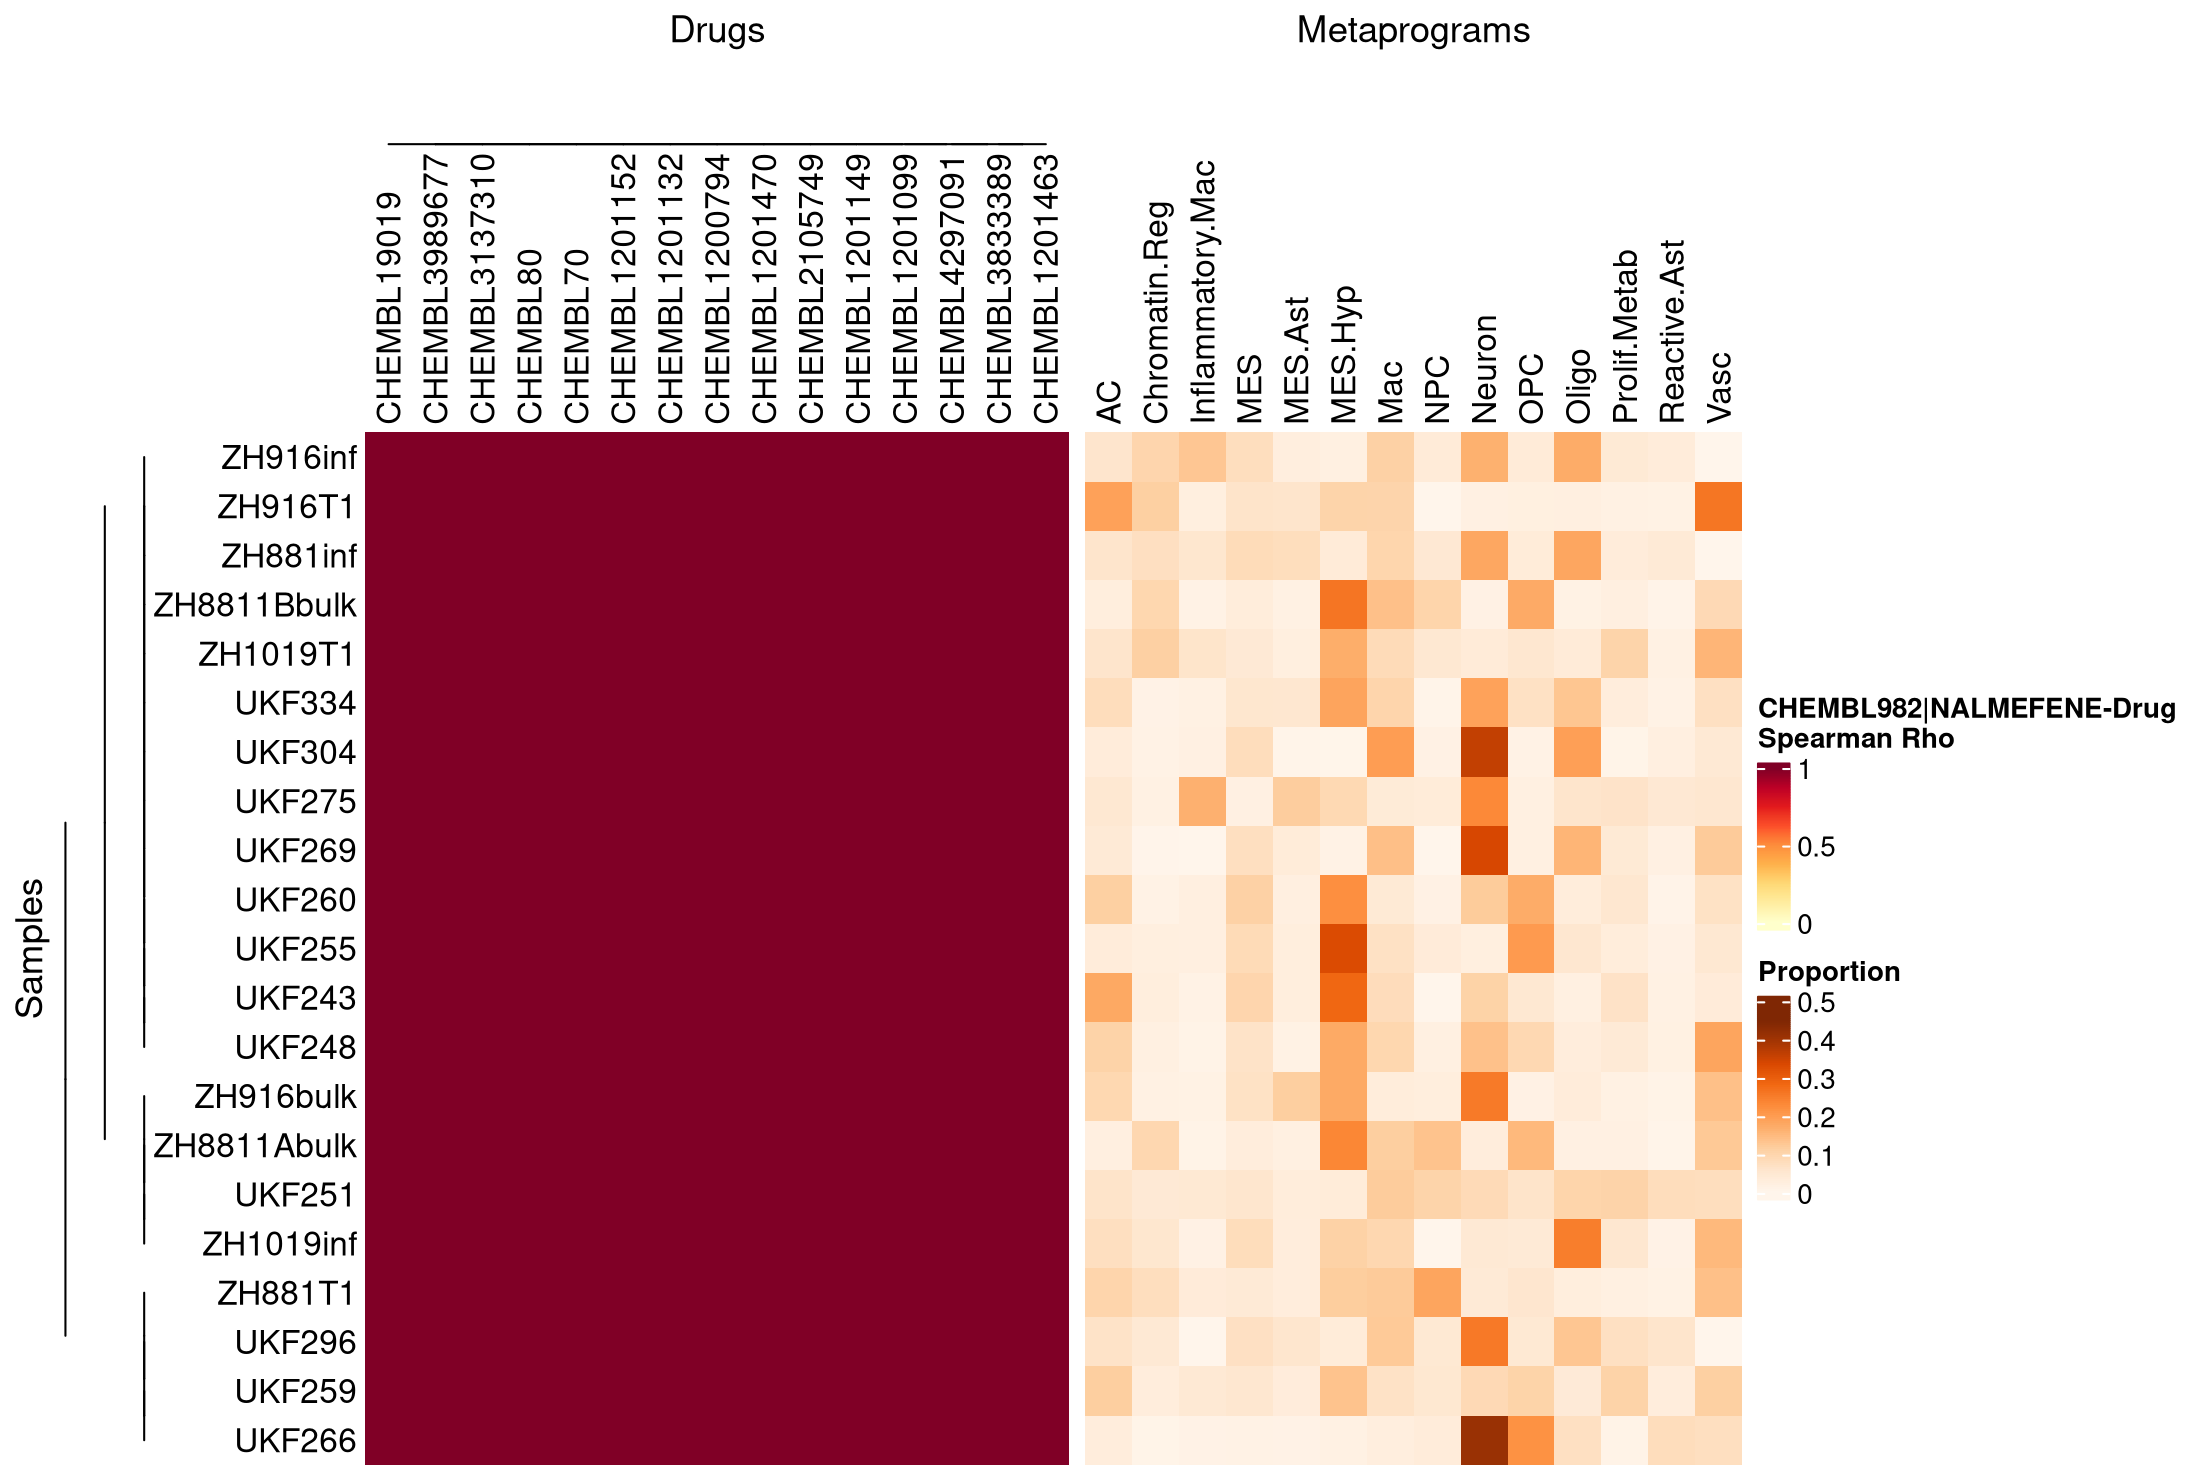 Drugs
Metaprograms
CHEMBL19019
CHEMBL3989677
CHEMBL3137310
CHEMBL80
CHEMBL70
CHEMBL1201152
CHEMBL1201132
CHEMBL1200794
CHEMBL1201470
CHEMBL2105749
CHEMBL1201149
CHEMBL1201099
CHEMBL4297091
CHEMBL3833389
CHEMBL1201463
AC
Chromatin.Reg
Inflammatory.Mac
MES
MES.Ast
MES.Hyp
Mac
NPC
Neuron
OPC
Oligo
Prolif.Metab
Reactive.Ast
Vasc
Samples
ZH916inf
ZH916T1
ZH881inf
ZH8811Bbulk
ZH1019T1
UKF334
UKF304
UKF275
UKF269
UKF260
UKF255
UKF243
UKF248
ZH916bulk
ZH8811Abulk
UKF251
ZH1019inf
ZH881T1
UKF296
UKF259
UKF266
CHEMBL982|NALMEFENE-Drug
Spearman Rho
1
0.5
0
Proportion
0.5
0.4
0.3
0.2
0.1
0